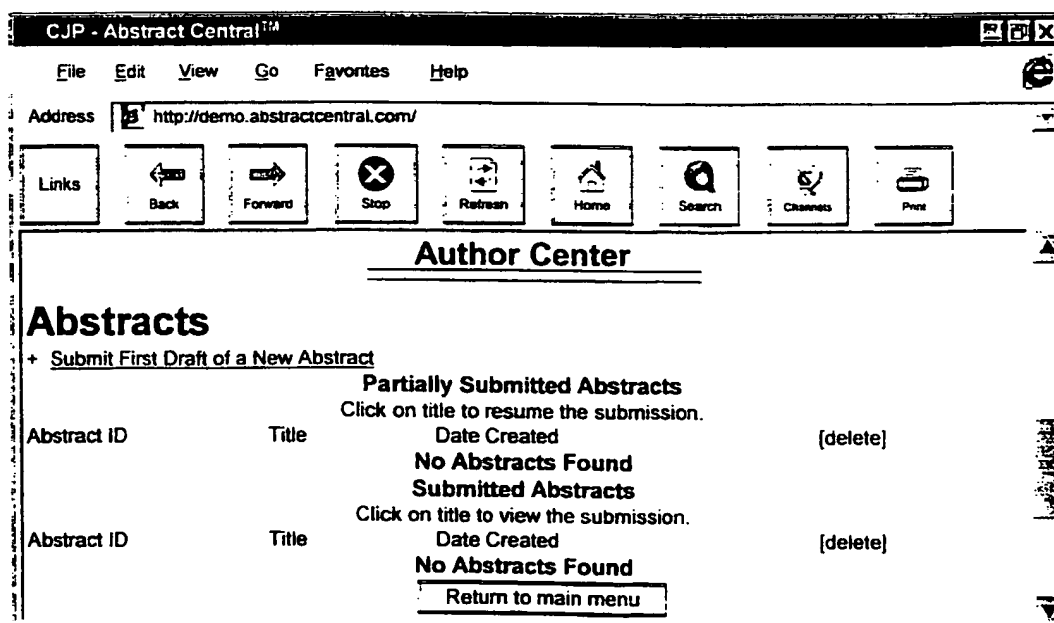 CJP - Abstract Central™
File Edit View Go Favorites Help
Address http://demo.abstractcentral.com/
Links Back Forward Stop Refresh Home Search Channels Print
Author Center
Abstracts
+ Submit First Draft of a New Abstract
Partially Submitted Abstracts
Click on title to resume the submission.
Abstract ID Title Date Created [delete]
No Abstracts Found
Submitted Abstracts
Click on title to view the submission.
Abstract ID Title Date Created [delete]
No Abstracts Found
Return to main menu